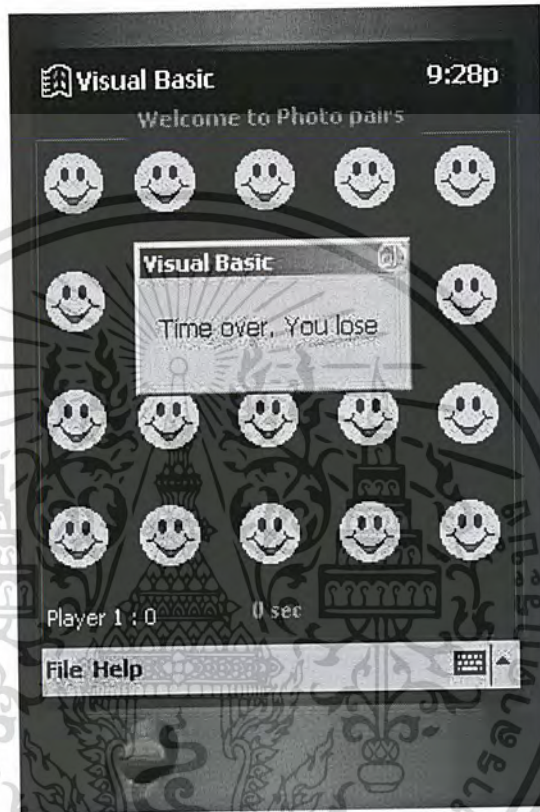 Visual Basic 9:28p
Welcome to Photo pairs
Visual Basic
Time over, You lose
Player 1 : 0 0 sec
File Help